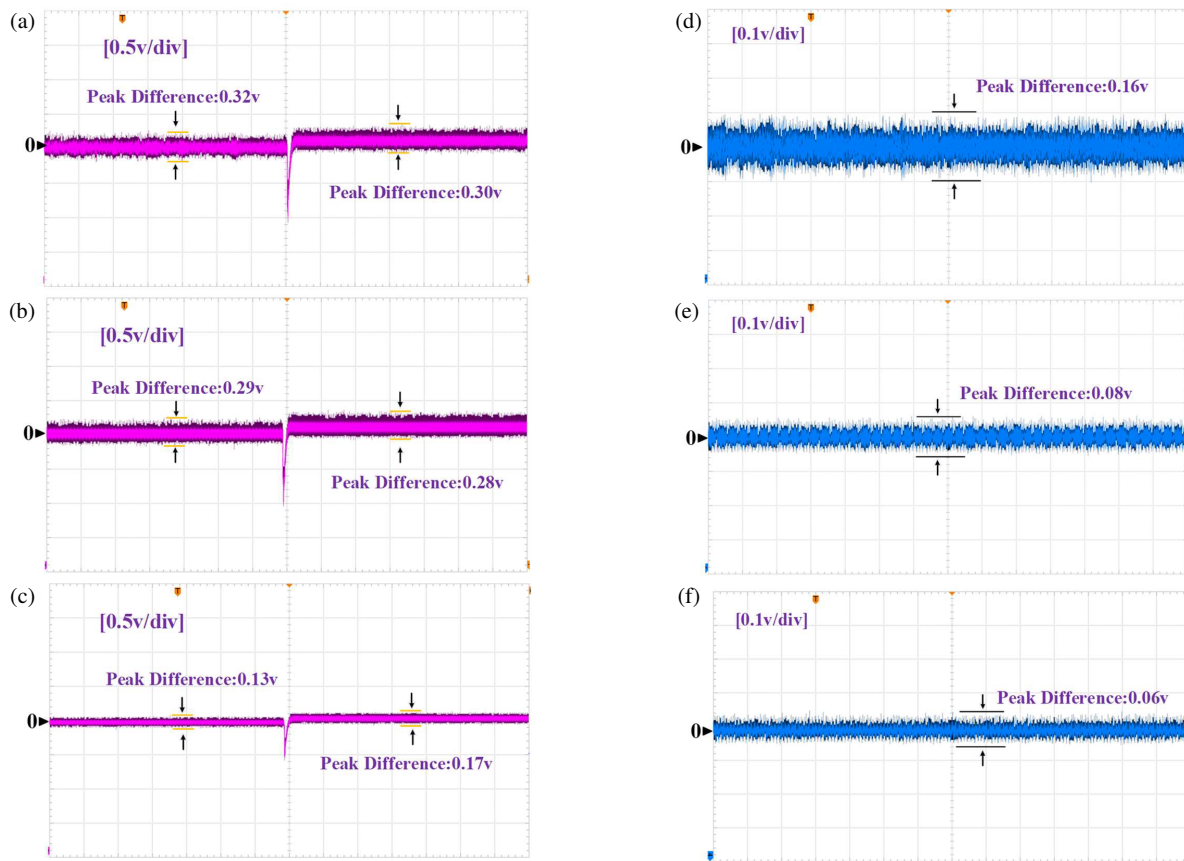 (a)
T
[0.5v/div]
Peak Difference:0.32v
0
Peak Difference:0.30v
(b)
T
[0.5v/div]
Peak Difference:0.29v
0
Peak Difference:0.28v
(c)
T
[0.5v/div]
Peak Difference:0.13v
0
Peak Difference:0.17v
(d)
T
[0.1v/div]
Peak Difference:0.16v
0
(e)
T
[0.1v/div]
Peak Difference:0.08v
0
(f)
T
[0.1v/div]
Peak Difference:0.06v
0